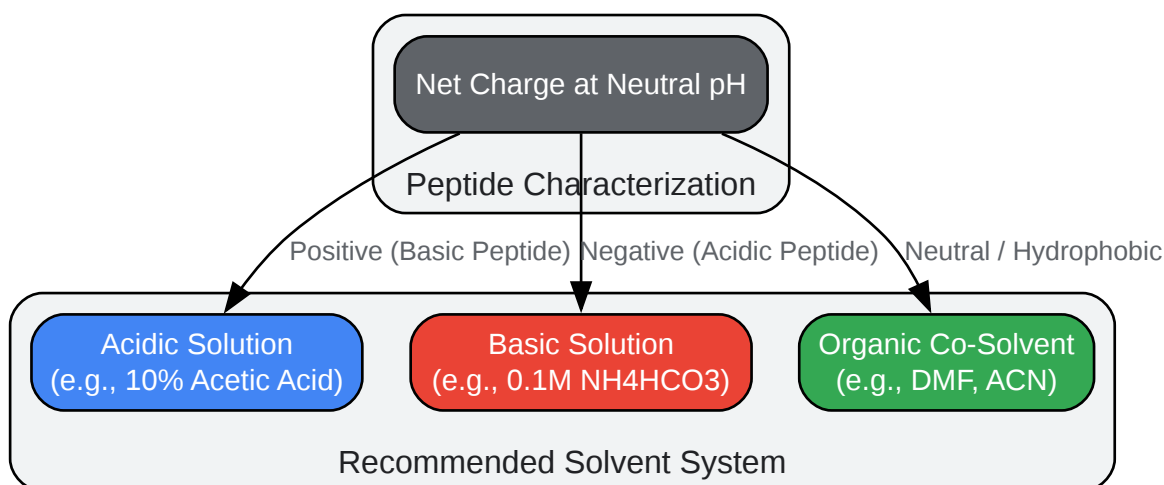 Net Charge at Neutral pH
Peptide Characterization
Positive (Basic Peptide)
Negative (Acidic Peptide)
Neutral / Hydrophobic
Acidic Solution
(e.g., 10% Acetic Acid)
Basic Solution
(e.g., 0.1M NH4HCO3)
Organic Co-Solvent
(e.g., DMF, ACN)
Recommended Solvent System